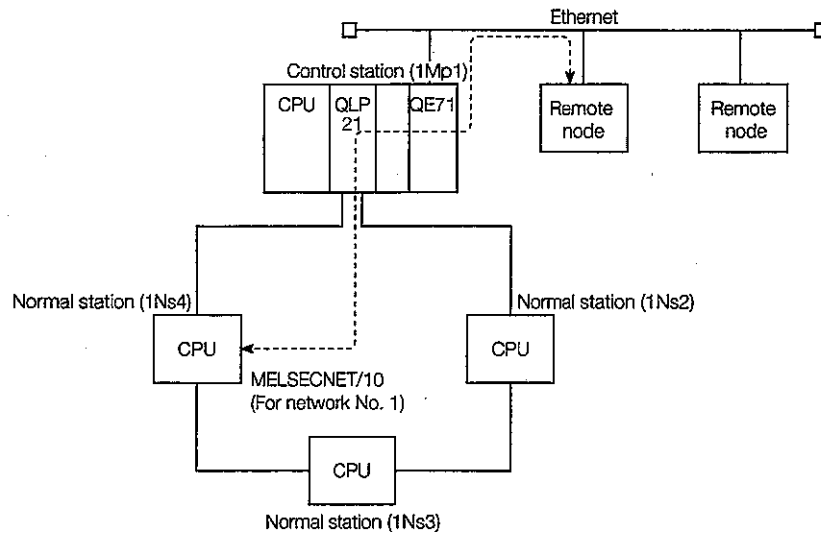 Ethernet
Control station (1Mp1)
CPU
QLP
21
QE71
Remote
node
Remote
node
Normal station (1Ns4)
CPU
Normal station (1Ns2)
CPU
MELSECNET/10
(For network No. 1)
CPU
Normal station (1Ns3)